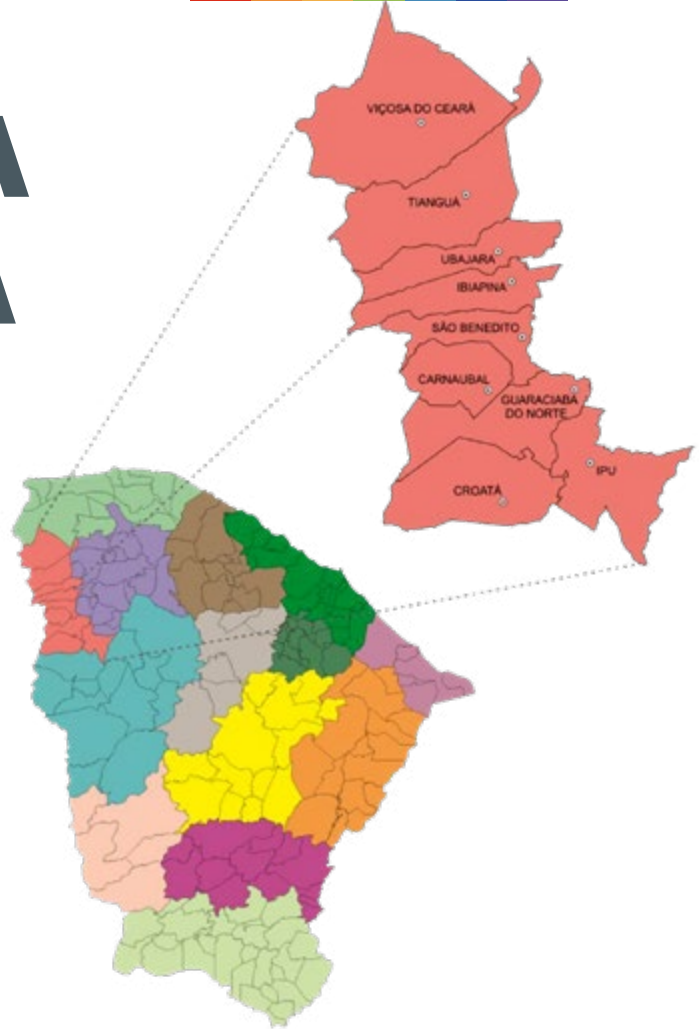 A
A
VIÇOSA DO CEARÁ
TIANGUÁ
UBAJARA
IBIAPINA
SÃO BENEDITO
CARNAUBAL
GUARACIABA
DO NORTE
IPU
CROATÁ